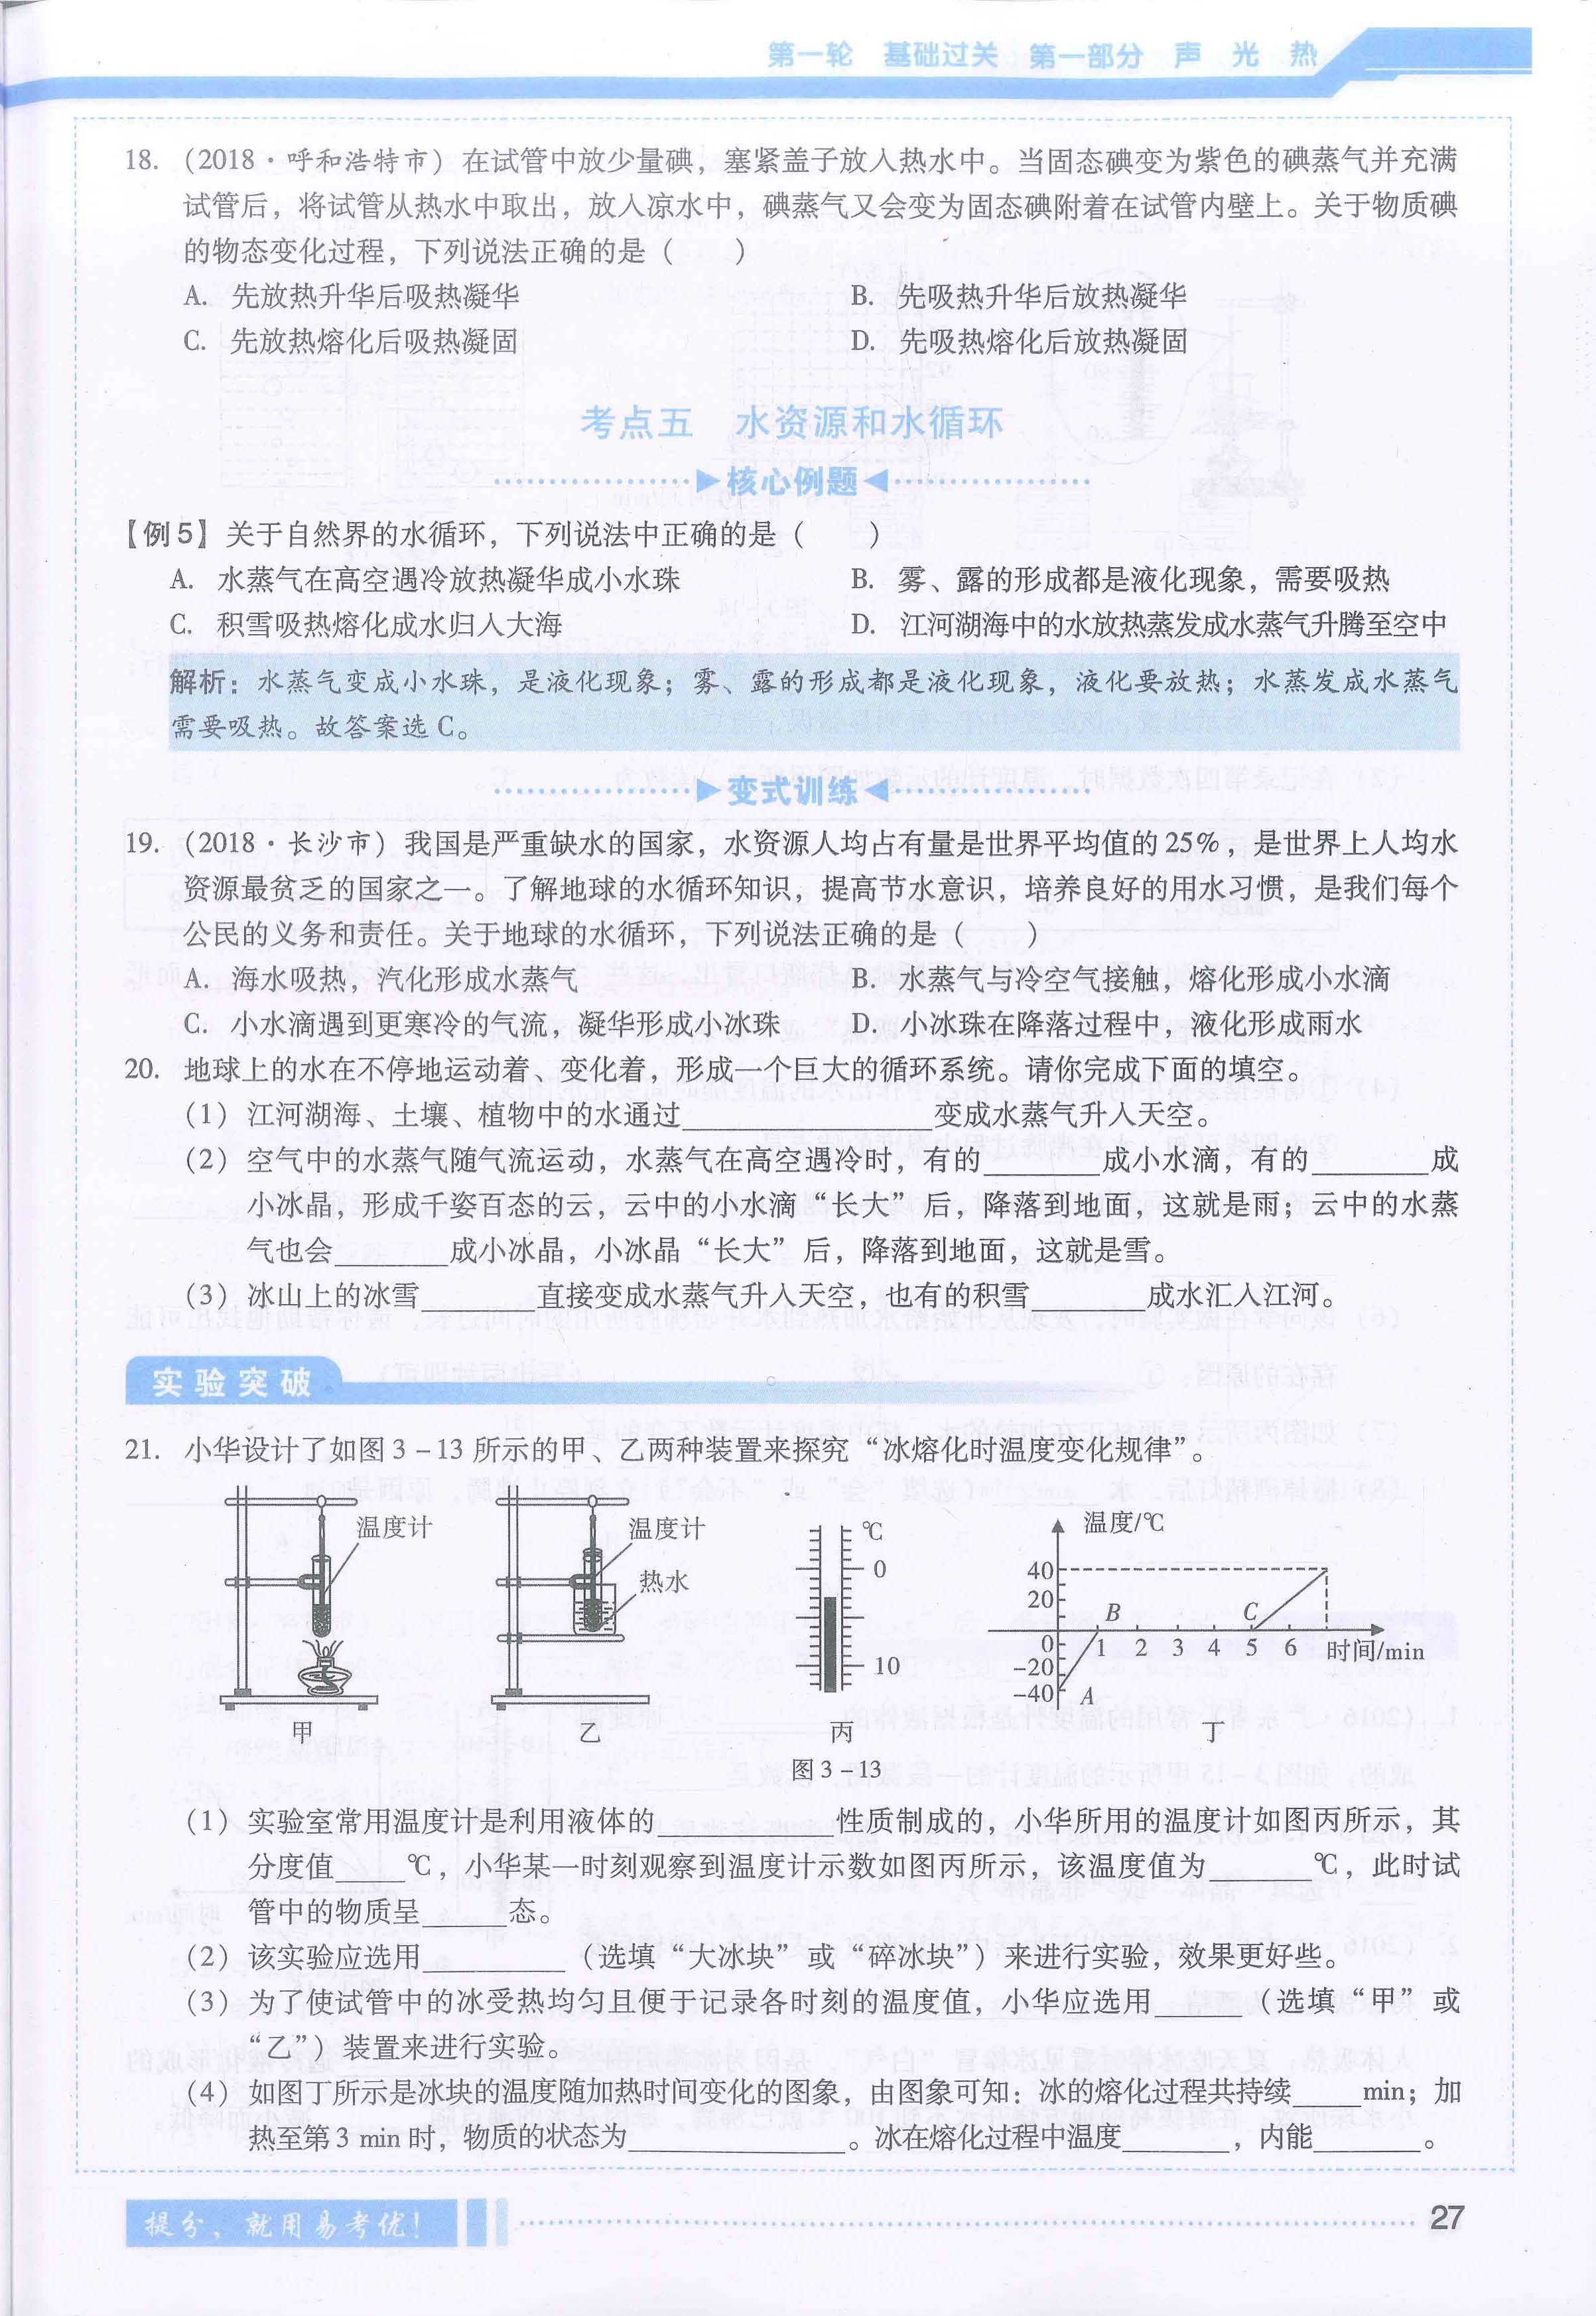 第一轮 基础过关 第一部分 声 光 热
18. (2018·呼和浩特市) 在试管中放少量碘，塞紧盖子放入热水中。当固态碘变为紫色的碘蒸气并充满
试管后，将试管从热水中取出，放入凉水中，碘蒸气又会变为固态碘附着在试管内壁上。关于物质碘
的物态变化过程，下列说法正确的是（　　）
A. 先放热升华后吸热凝华 B. 先吸热升华后放热凝华
C. 先放热熔化后吸热凝固 D. 先吸热熔化后放热凝固
考点五 水资源和水循环
核心例题
【例5】关于自然界的水循环，下列说法中正确的是（　　）
A. 水蒸气在高空遇冷放热凝华成小水珠 B. 雾、露的形成都是液化现象，需要吸热
C. 积雪吸热熔化成水归入大海 D. 江河湖海中的水放热蒸发成水蒸气升腾至空中
解析：水蒸气变成小水珠，是液化现象；雾、露的形成都是液化现象，液化要放热；水蒸发成水蒸气
需要吸热。故答案选C。
变式训练
19. (2018·长沙市) 我国是严重缺水的国家，水资源人均占有量是世界平均值的25%，是世界上人均水
资源最贫乏的国家之一。了解地球的水循环知识，提高节水意识，培养良好的用水习惯，是我们每个
公民的义务和责任。关于地球的水循环，下列说法正确的是（　　）
A. 海水吸热，汽化形成水蒸气 B. 水蒸气与冷空气接触，熔化形成小水滴
C. 小水滴遇到更寒冷的气流，凝华形成小冰珠 D. 小冰珠在降落过程中，液化形成雨水
20. 地球上的水在不停地运动着、变化着，形成一个巨大的循环系统。请你完成下面的填空。
(1) 江河湖海、土壤、植物中的水通过________变成水蒸气升入天空。
(2) 空气中的水蒸气随气流运动，水蒸气在高空遇冷时，有的____成小水滴，有的____成
小冰晶，形成千姿百态的云，云中的小水滴“长大”后，降落到地面，这就是雨；云中的水蒸
气也会____成小冰晶，小冰晶“长大”后，降落到地面，这就是雪。
(3) 冰山上的冰雪____直接变成水蒸气升入天空，也有的积雪____成水汇入江河。
实验突破
21. 小华设计了如图3-13所示的甲、乙两种装置来探究“冰熔化时温度变化规律”。
温度计
甲
温度计
热水
乙
℃
0
10
丙
温度/℃
40
20
0
-20
-40
A
B
C
1 2 3 4 5 6 时间/min
丁
图3-13
(1) 实验室常用温度计是利用液体的______性质制成的，小华所用的温度计如图丙所示，其
分度值___℃，小华某一时刻观察到温度计示数如图丙所示，该温度值为____℃，此时试
管中的物质呈___态。
(2) 该实验应选用_____（选填“大冰块”或“碎冰块”）来进行实验，效果更好些。
(3) 为了使试管中的冰受热均匀且便于记录各时刻的温度值，小华应选用___（选填“甲”或
“乙”）装置来进行实验。
(4) 如图丁所示是冰块的温度随加热时间变化的图象，由图象可知：冰的熔化过程共持续___min；加
热至第3 min时，物质的状态为________。冰在熔化过程中温度____，内能____。
提分，就用易考优！
27